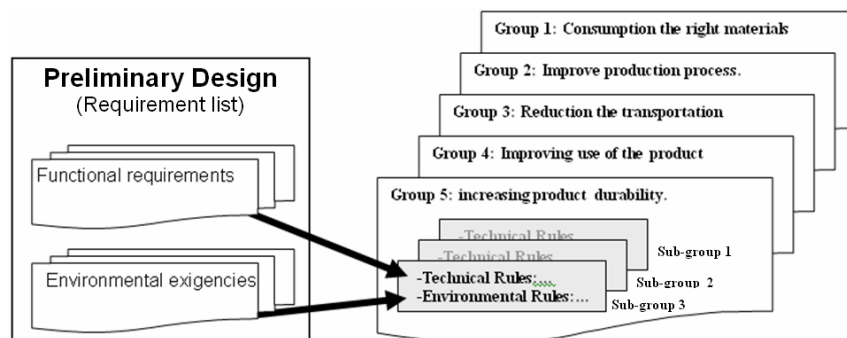 Preliminary Design
(Requirement list)
Functional requirements
Environmental exigencies
Group 1: Consumption the right materials
Group 2: Improve production process.
Group 3: Reduction the transportation
Group 4: Improving use of the product
Group 5: increasing product durability.
-Technical Rules
Sub-group 1
-Technical Rules
Sub-group 2
-Technical Rules:....
-Environmental Rules:...
Sub-group 3